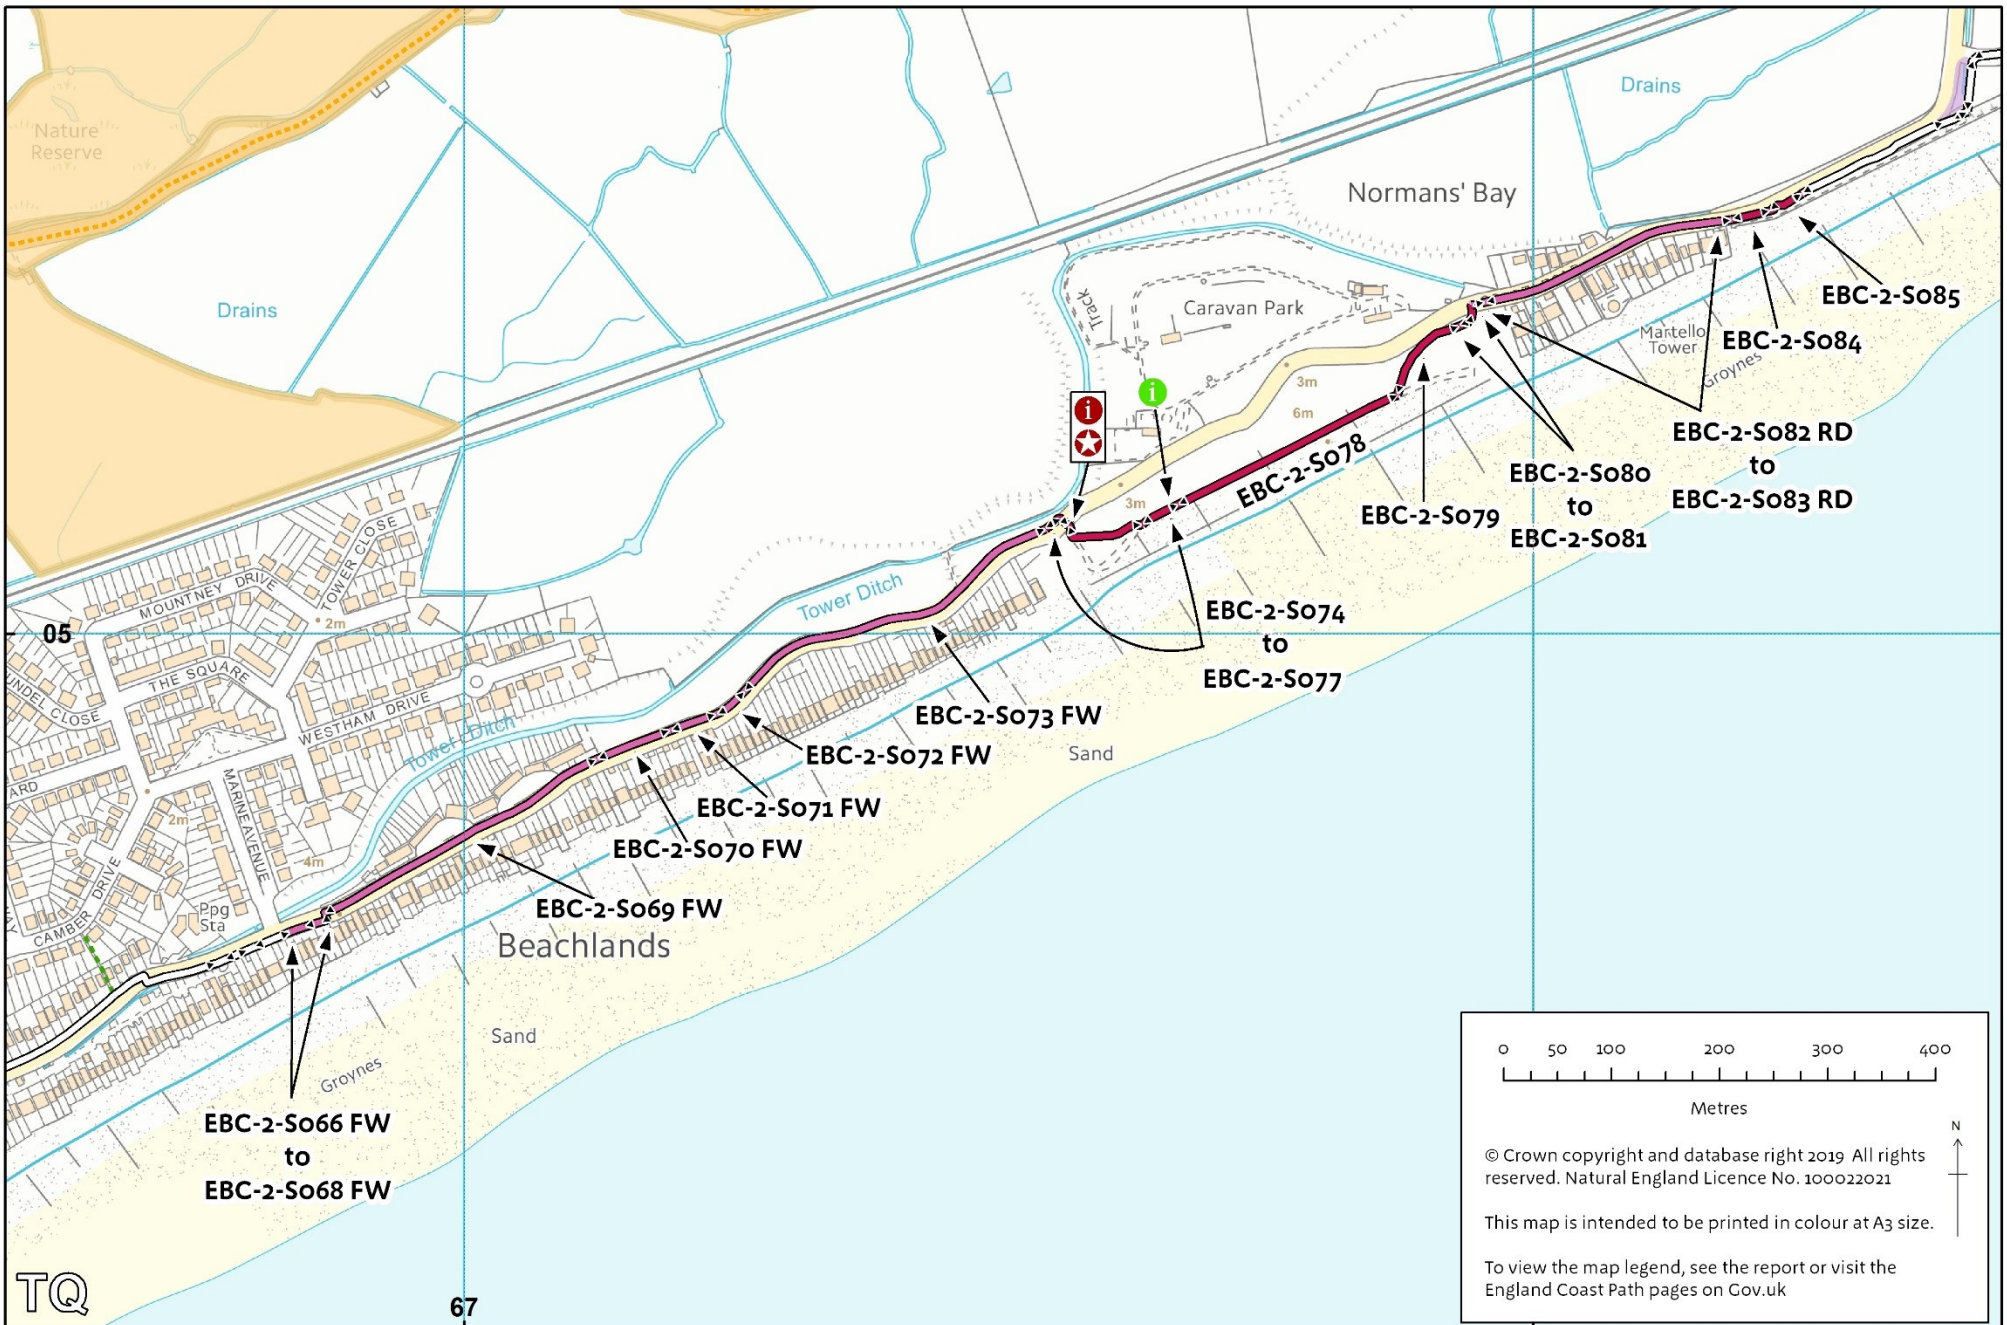 Nature
Reserve
Drains
Drains
Normans' Bay
Track
Caravan Park
3m
6m
3m
Martello
Tower
Groynes
EBC-2-S085
EBC-2-S084
EBC-2-S082 RD
to
EBC-2-S083 RD
EBC-2-S080
to
EBC-2-S081
EBC-2-S079
EBC-2-S078
EBC-2-S074
to
EBC-2-S077
EBC-2-S073 FW
EBC-2-S072 FW
EBC-2-S071 FW
EBC-2-S070 FW
EBC-2-S069 FW
EBC-2-S066 FW
to
EBC-2-S068 FW
Tower Ditch
Tower Ditch
05
MOUNTNEY DRIVE
TOWER CLOSE
2m
THE SQUARE
UNDEL CLOSE
WESTHAM DRIVE
ARD
MARINE AVENUE
2m
4m
CAMBER DRIVE
Ppg
Sta
Beachlands
Sand
Sand
Groynes
TQ
67
0 50 100 200 300 400
Metres
N
© Crown copyright and database right 2019 All rights
reserved. Natural England Licence No. 100022021
This map is intended to be printed in colour at A3 size.
To view the map legend, see the report or visit the
England Coast Path pages on Gov.uk
i
i